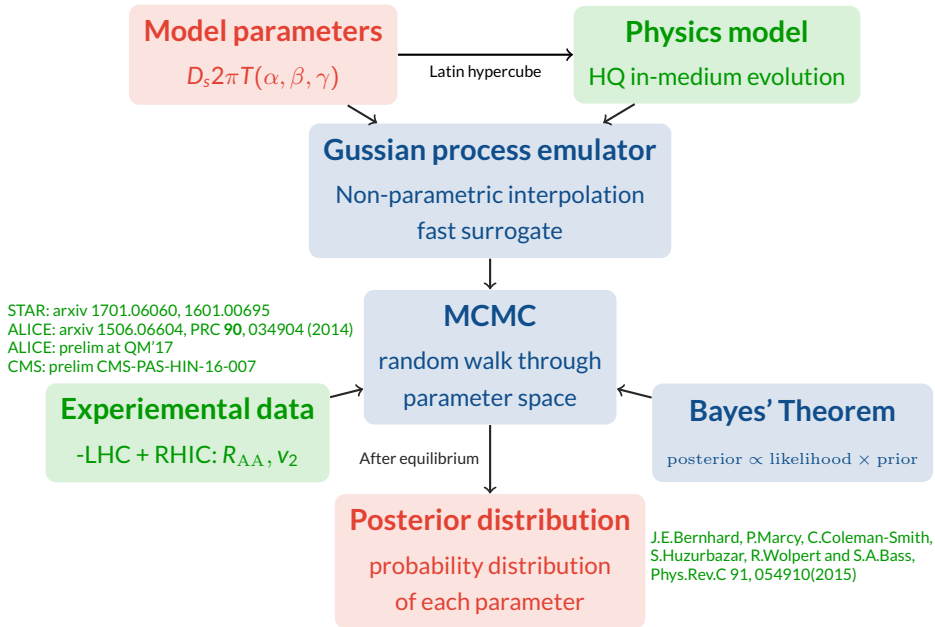 Model parameters
D_s2πT(α, β, γ)
Latin hypercube
Physics model
HQ in-medium evolution
Gussian process emulator
Non-parametric interpolation
fast surrogate
STAR: arxiv 1701.06060, 1601.00695
ALICE: arxiv 1506.06604, PRC 90, 034904 (2014)
ALICE: prelim at QM'17
CMS: prelim CMS-PAS-HIN-16-007
MCMC
random walk through
parameter space
Experiemental data
-LHC + RHIC: R_AA, v_2
Bayes' Theorem
posterior ∝ likelihood × prior
After equilibrium
Posterior distribution
probability distribution
of each parameter
J.E.Bernhard, P.Marcy, C.Coleman-Smith,
S.Huzurbazar, R.Wolpert and S.A.Bass,
Phys.Rev.C 91, 054910(2015)